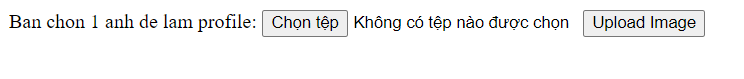 Ban chon 1 anh de lam profile: Chọn tệp Không có tệp nào được chọn Upload Image